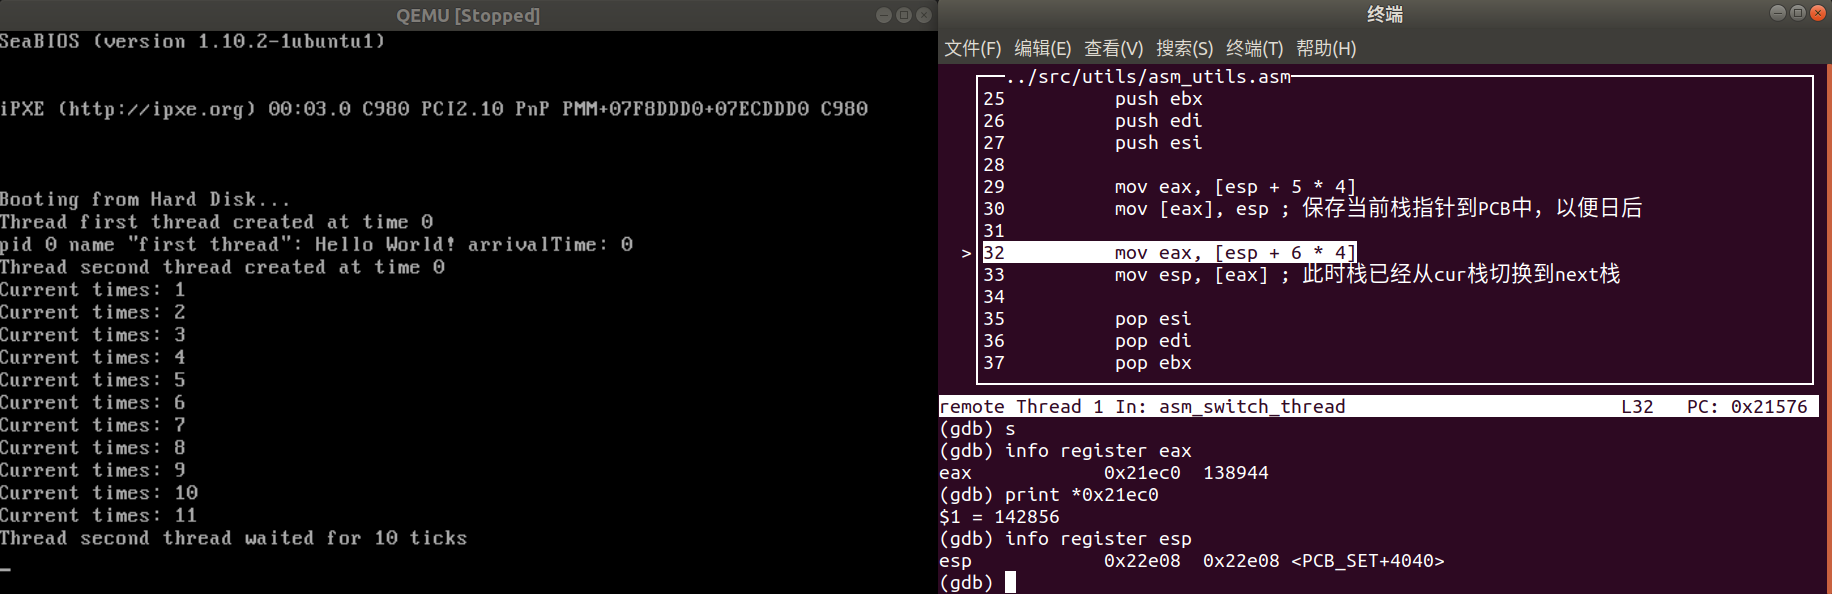 QEMU [Stopped]
SeaBIOS (version 1.10.2-1ubuntu1)
iPXE (http://ipxe.org) 00:03.0 C980 PCI2.10 PnP PMM+07F8DDD0+07ECDDD0 C980
Booting from Hard Disk...
Thread first thread created at time 0
pid 0 name "first thread": Hello World! arrivalTime: 0
Thread second thread created at time 0
Current times: 1
Current times: 2
Current times: 3
Current times: 4
Current times: 5
Current times: 6
Current times: 7
Current times: 8
Current times: 9
Current times: 10
Current times: 11
Thread second thread waited for 10 ticks
终端
文件(F) 编辑(E) 查看(V) 搜索(S) 终端(T) 帮助(H)
../src/utils/asm_utils.asm
25 push ebx
26 push edi
27 push esi
28
29 mov eax, [esp + 5 * 4]
30 mov [eax], esp ; 保存当前栈指针到PCB中，以便日后
31
> 32 mov eax, [esp + 6 * 4]
33 mov esp, [eax] ; 此时栈已经从cur栈切换到next栈
34
35 pop esi
36 pop edi
37 pop ebx
remote Thread 1 In: asm_switch_thread L32 PC: 0x21576
(gdb) s
(gdb) info register eax
eax 0x21ec0 138944
(gdb) print *0x21ec0
$1 = 142856
(gdb) info register esp
esp 0x22e08 0x22e08 <PCB_SET+4040>
(gdb)